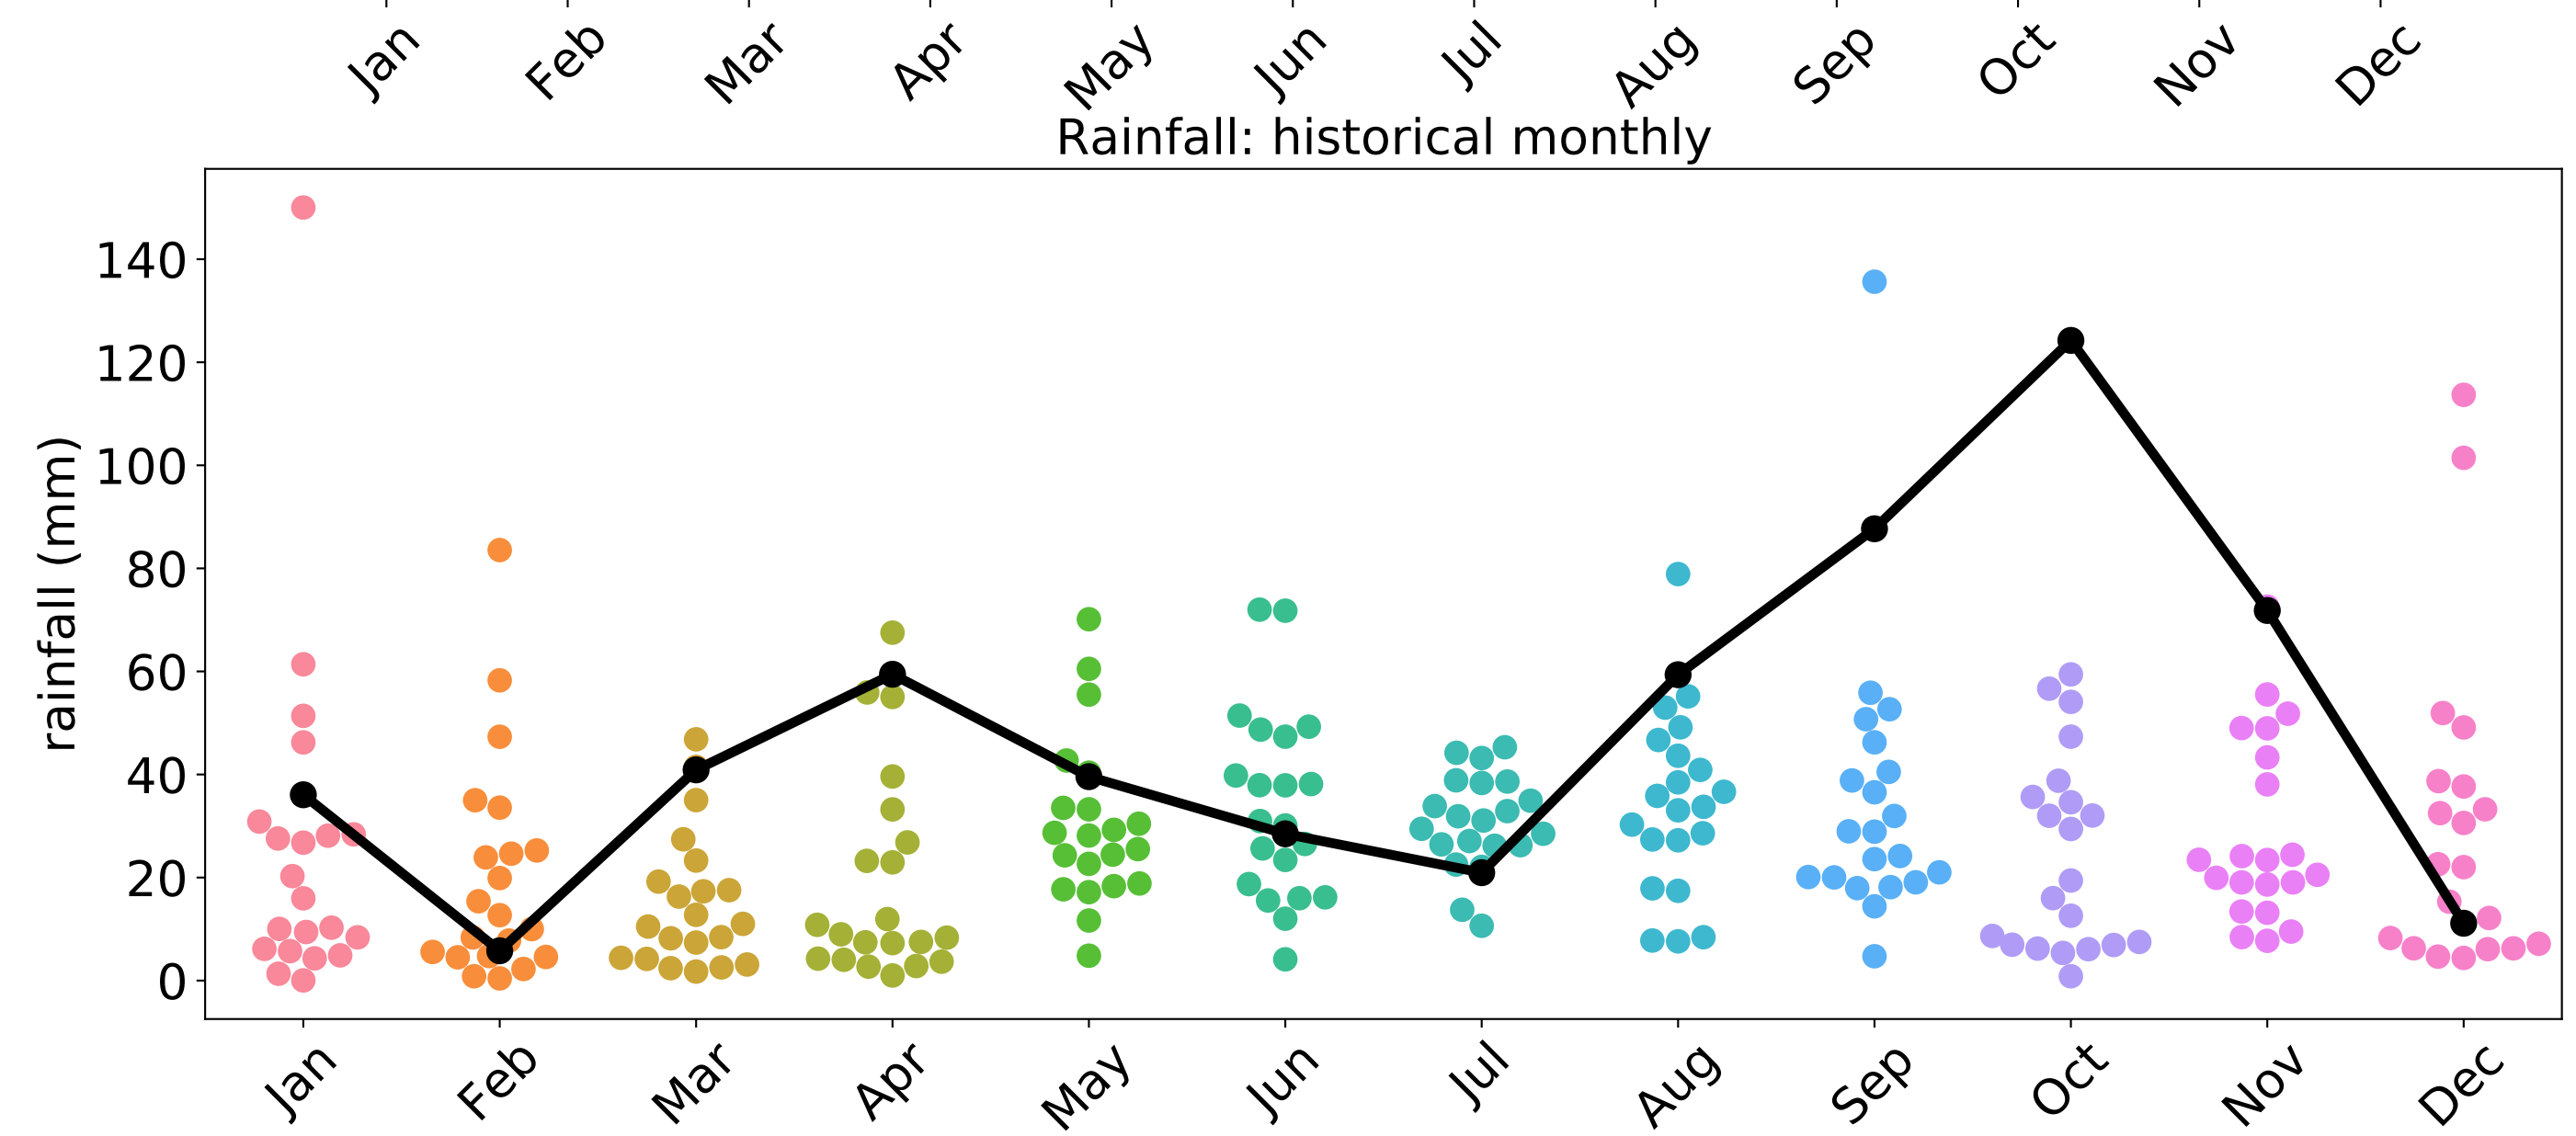 Jan Feb Mar Apr May Jun Jul Aug Sep Oct Nov Dec
Rainfall: historical monthly
rainfall (mm)
140
120
100
80
60
40
20
0
Jan Feb Mar Apr May Jun Jul Aug Sep Oct Nov Dec